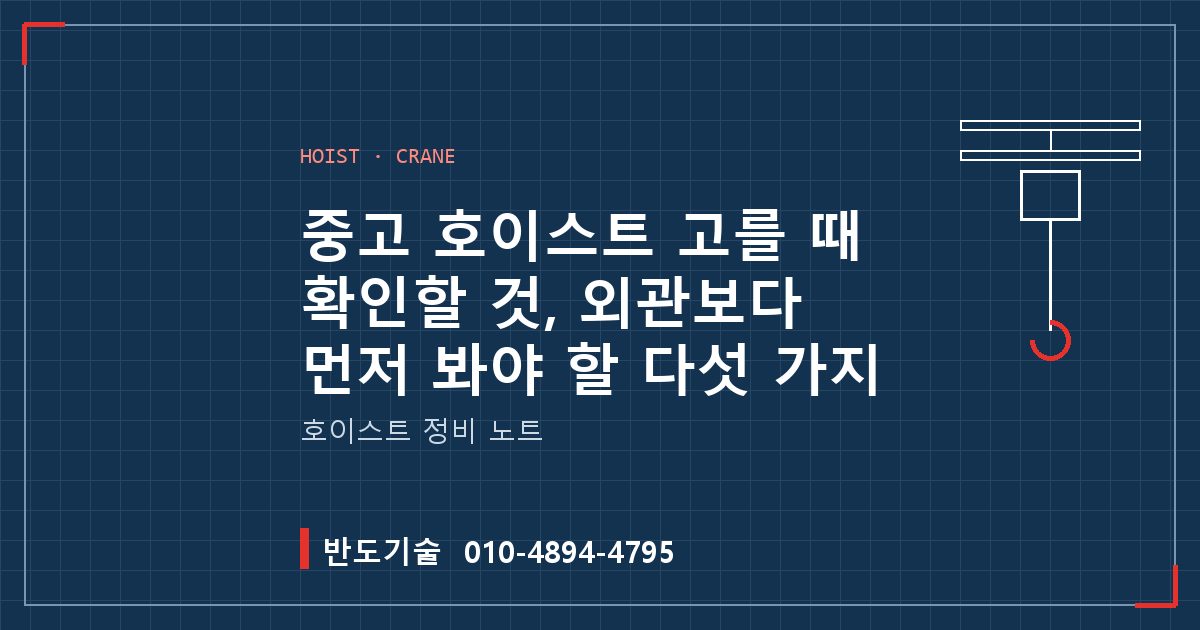 HOIST · CRANE
중고 호이스트 고를 때
확인할 것, 외관보다
먼저 봐야 할 다섯 가지
호이스트 정비 노트
반도기술 010-4894-4795